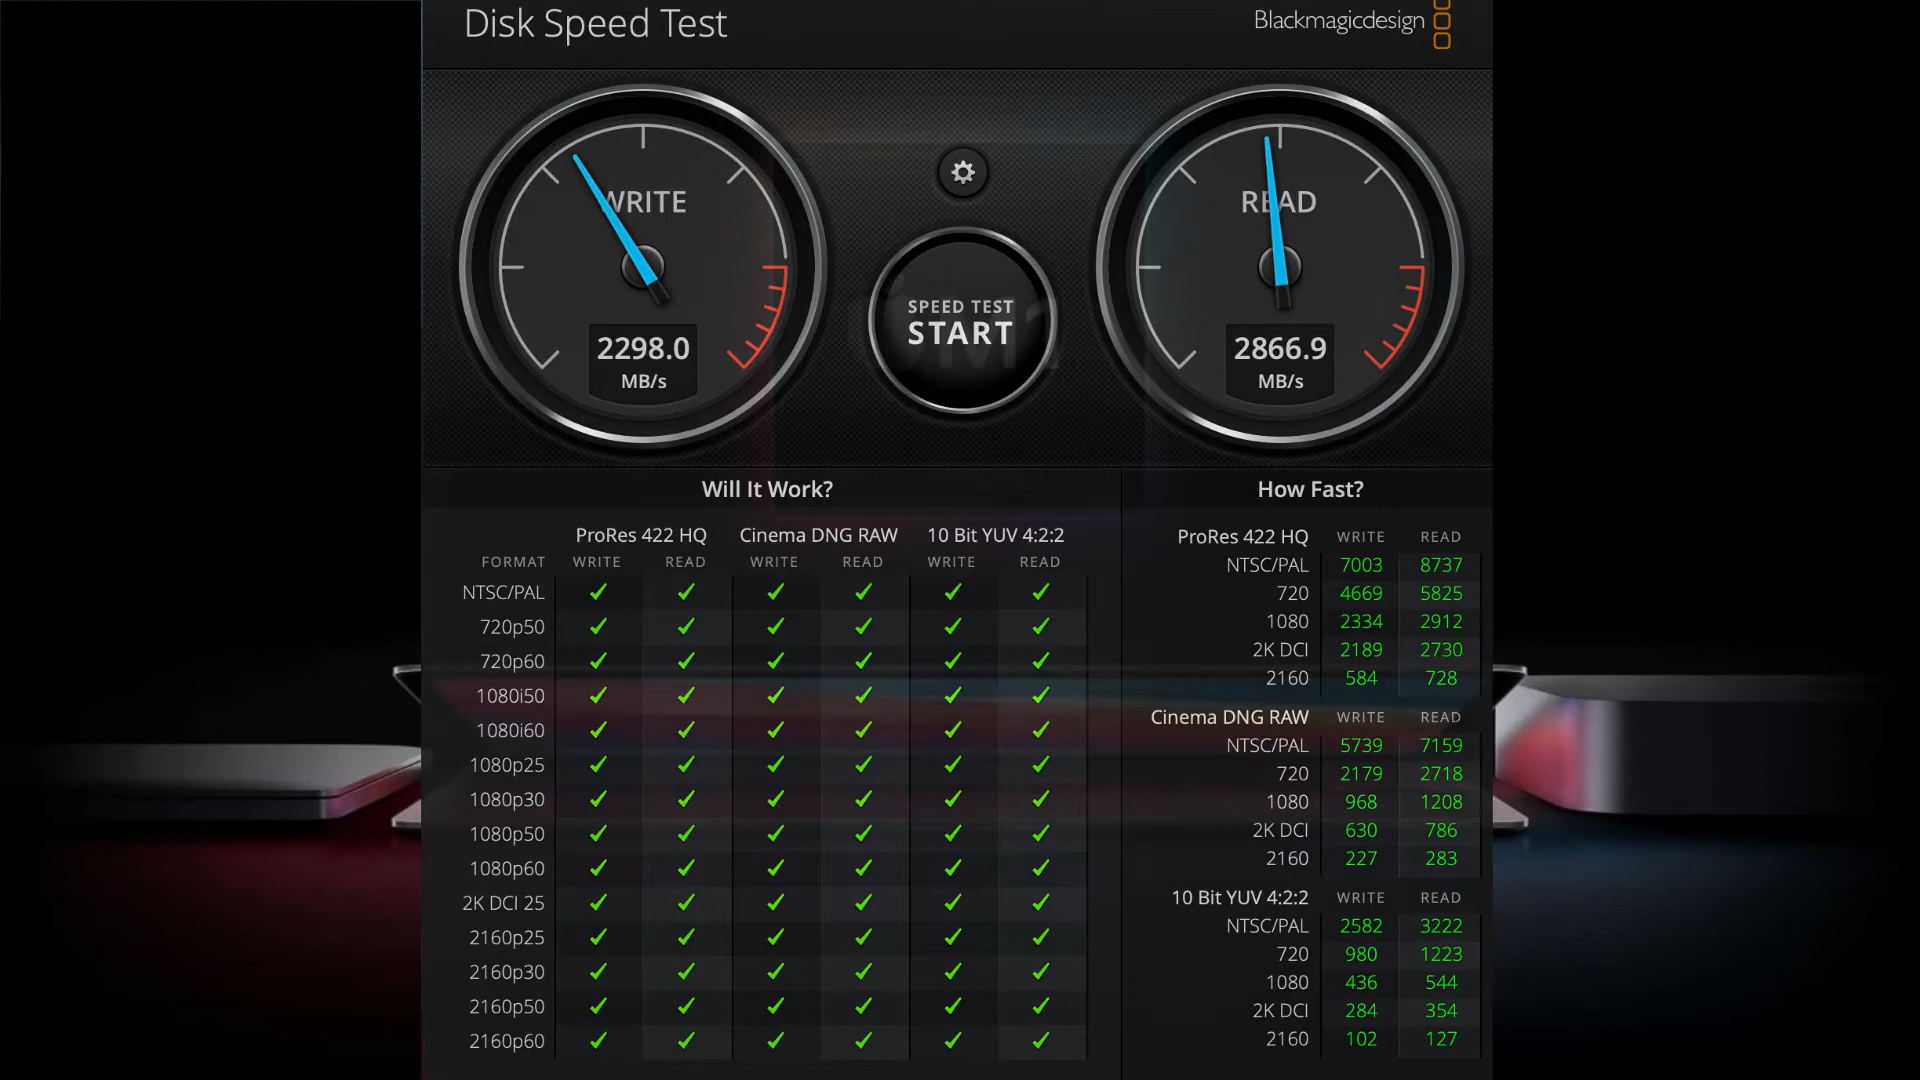 Disk Speed Test
Blackmagicdesign
WRITE
2298.0
MB/s
SPEED TEST
START
READ
2866.9
MB/s
Will It Work?
ProRes 422 HQ Cinema DNG RAW 10 Bit YUV 4:2:2
FORMAT WRITE READ WRITE READ WRITE READ
NTSC/PAL ✓ ✓ ✓ ✓ ✓ ✓
720p50 ✓ ✓ ✓ ✓ ✓ ✓
720p60 ✓ ✓ ✓ ✓ ✓ ✓
1080i50 ✓ ✓ ✓ ✓ ✓ ✓
1080i60 ✓ ✓ ✓ ✓ ✓ ✓
1080p25 ✓ ✓ ✓ ✓ ✓ ✓
1080p30 ✓ ✓ ✓ ✓ ✓ ✓
1080p50 ✓ ✓ ✓ ✓ ✓ ✓
1080p60 ✓ ✓ ✓ ✓ ✓ ✓
2K DCI 25 ✓ ✓ ✓ ✓ ✓ ✓
2160p25 ✓ ✓ ✓ ✓ ✓ ✓
2160p30 ✓ ✓ ✓ ✓ ✓ ✓
2160p50 ✓ ✓ ✓ ✓ ✓ ✓
2160p60 ✓ ✓ ✓ ✓ ✓ ✓
How Fast?
ProRes 422 HQ WRITE READ
NTSC/PAL 7003 8737
720 4669 5825
1080 2334 2912
2K DCI 2189 2730
2160 584 728
Cinema DNG RAW WRITE READ
NTSC/PAL 5739 7159
720 2179 2718
1080 968 1208
2K DCI 630 786
2160 227 283
10 Bit YUV 4:2:2 WRITE READ
NTSC/PAL 2582 3222
720 980 1223
1080 436 544
2K DCI 284 354
2160 102 127